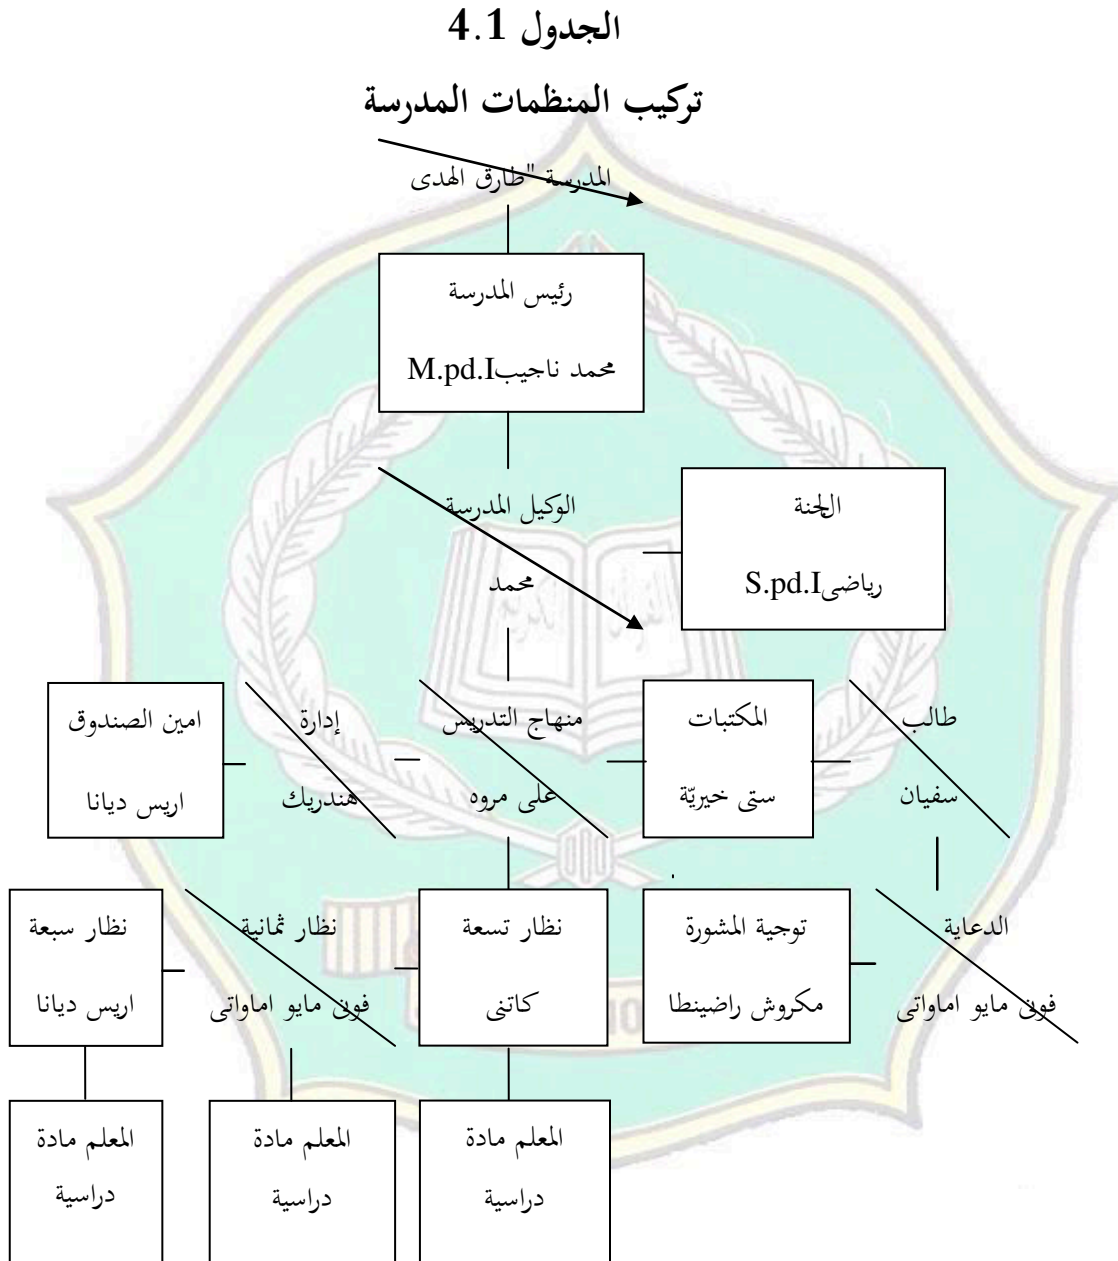 الجدول 4.1
تركيب المنظمات المدرسة
المدرسة "طارق الهدى
رئيس المدرسة
محمد ناجيبM.pd.I
الوكيل المدرسة
محمد
الجنة
رياضىS.pd.I
طالب
سفيان
المكتبات
ستى خيريّة
منهاج التدريس
على مروه
إدارة
هندريك
امين الصندوق
اريس ديانا
الدعاية
فون مايو اماواتى
توجية المشورة
مكروش راضينطا
نظار تسعة
كاتنى
نظار ثمانية
فون مايو اماواتى
نظار سبعة
اريس ديانا
المعلم مادة
دراسية
المعلم مادة
دراسية
المعلم مادة
دراسية